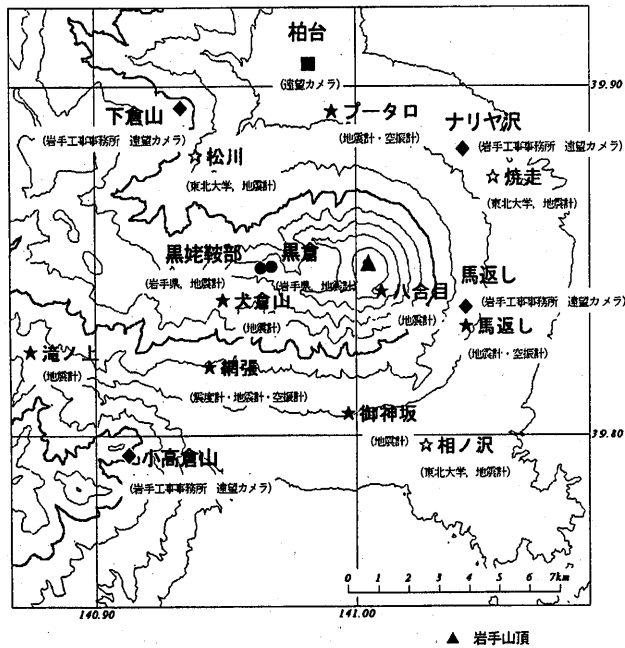 柏台
(遠望カメラ)
39.90
下倉山
(岩手工事事務所 遠望カメラ)
プータロ
(地震計・空振計)
ナリヤ沢
(岩手工事事務所 遠望カメラ)
松川
(東北大学, 地震計)
焼走
(東北大学, 地震計)
黒姥鞍部
(岩手県, 地震計)
黒倉
(岩手県, 地震計)
八合目
(地震計)
馬返し
(岩手工事事務所 遠望カメラ)
馬返し
(地震計・空振計)
犬倉山
(地震計)
滝ツ上
(地震計)
網張
(震度計・地震計・空振計)
御神坂
(地震計)
39.80
相ノ沢
(東北大学, 地震計)
小高倉山
(岩手工事事務所 遠望カメラ)
0 1 2 3 4 5 6 7km
140.90
141.00
岩手山頂